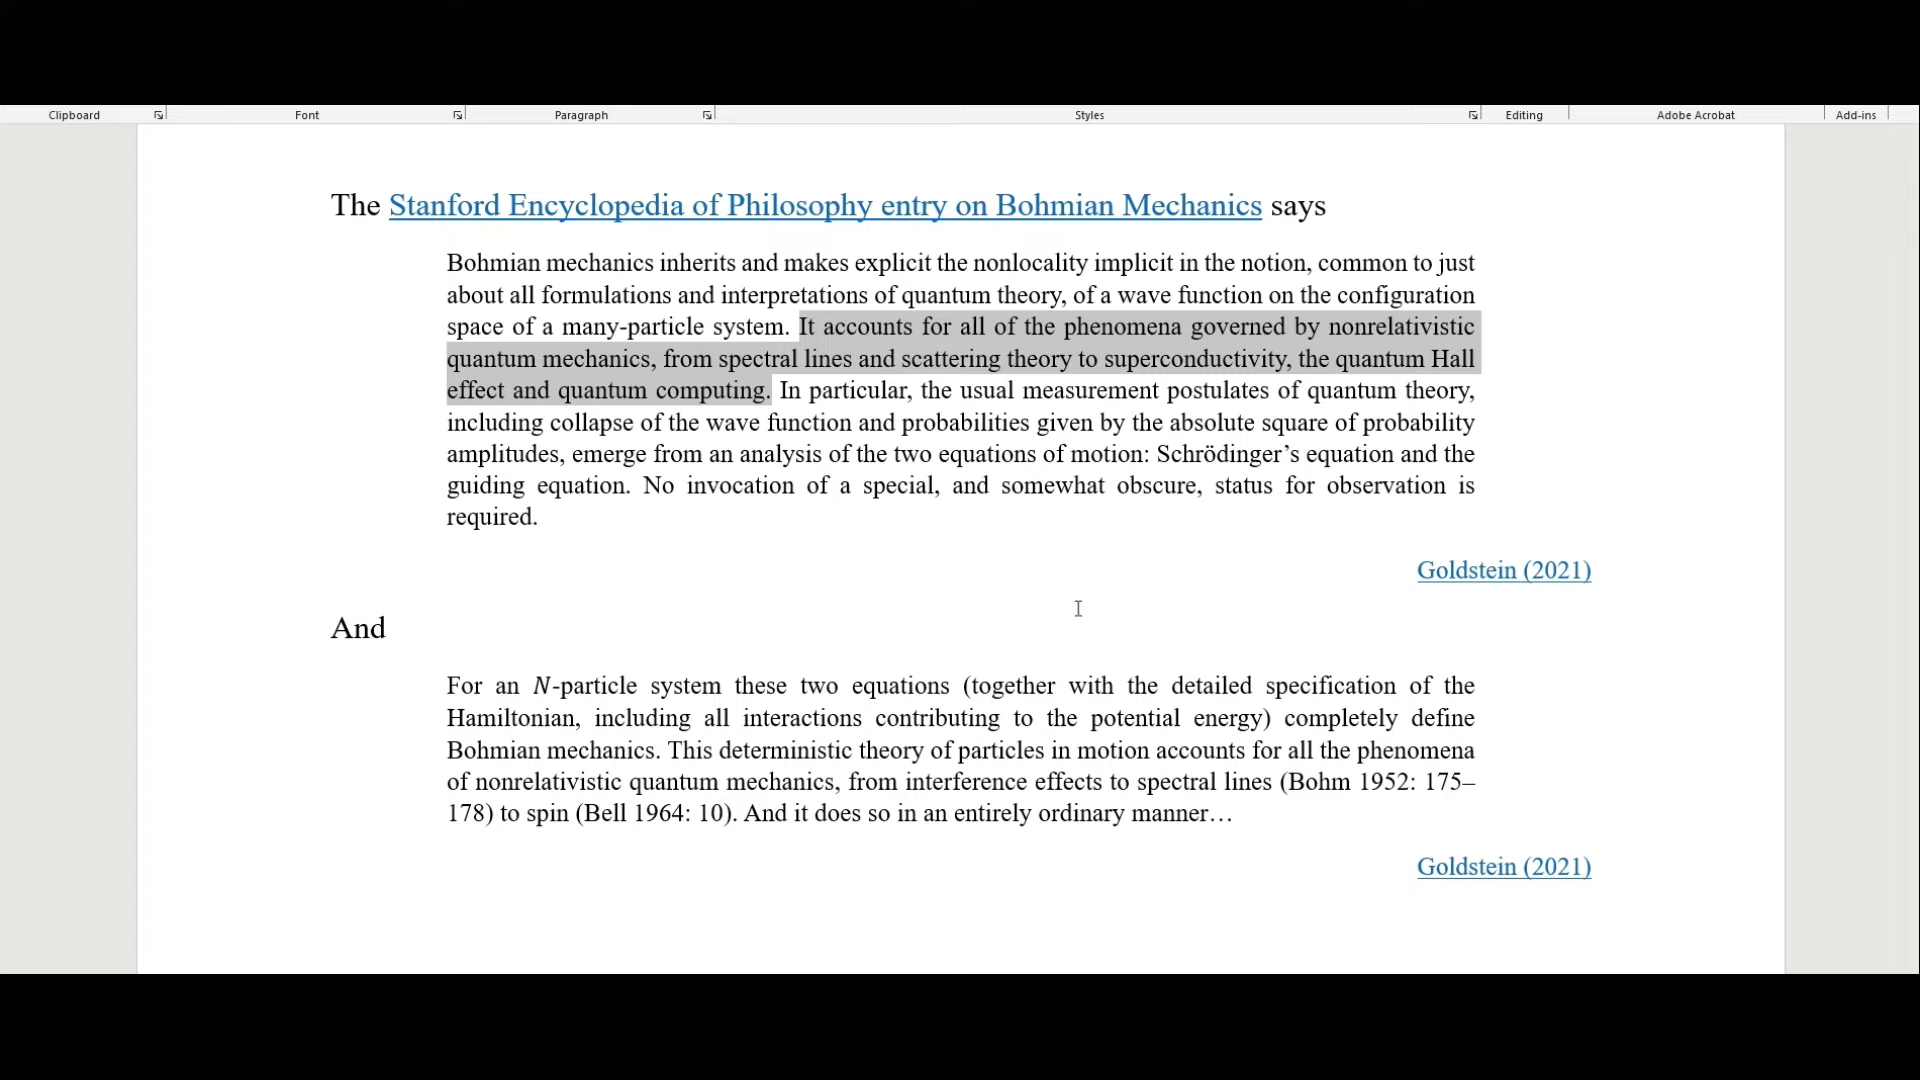 Clipboard Font Paragraph Styles Editing Adobe Acrobat Add-ins
The Stanford Encyclopedia of Philosophy entry on Bohmian Mechanics says
Bohmian mechanics inherits and makes explicit the nonlocality implicit in the notion, common to just
about all formulations and interpretations of quantum theory, of a wave function on the configuration
space of a many-particle system. It accounts for all of the phenomena governed by nonrelativistic
quantum mechanics, from spectral lines and scattering theory to superconductivity, the quantum Hall
effect and quantum computing. In particular, the usual measurement postulates of quantum theory,
including collapse of the wave function and probabilities given by the absolute square of probability
amplitudes, emerge from an analysis of the two equations of motion: Schrödinger’s equation and the
guiding equation. No invocation of a special, and somewhat obscure, status for observation is
required.
Goldstein (2021)
And
For an N-particle system these two equations (together with the detailed specification of the
Hamiltonian, including all interactions contributing to the potential energy) completely define
Bohmian mechanics. This deterministic theory of particles in motion accounts for all the phenomena
of nonrelativistic quantum mechanics, from interference effects to spectral lines (Bohm 1952: 175–
178) to spin (Bell 1964: 10). And it does so in an entirely ordinary manner…
Goldstein (2021)